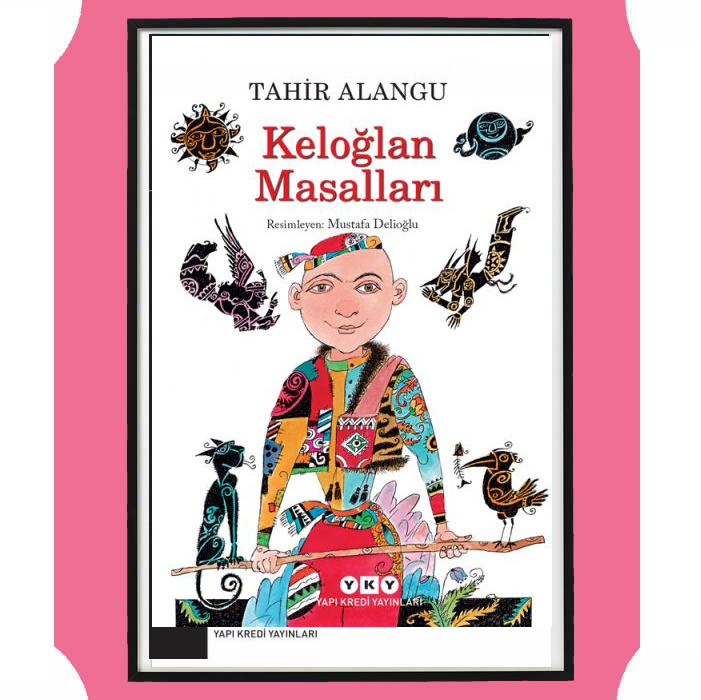 TAHİR ALANGU
Keloğlan
Masalları
Resimleyen: Mustafa Delioğlu
YKY
YAPI KREDİ YAYINLARI
YAPI KREDİ YAYINLARI